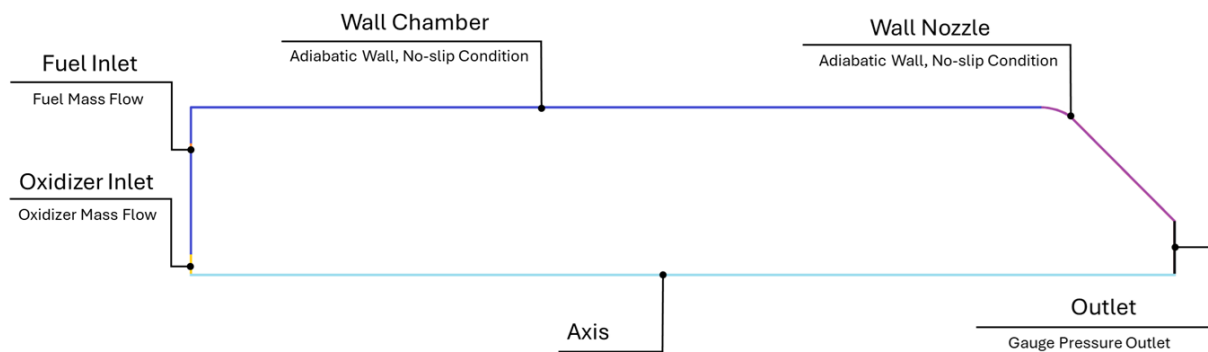 Wall Chamber
Adiabatic Wall, No-slip Condition
Wall Nozzle
Adiabatic Wall, No-slip Condition
Fuel Inlet
Fuel Mass Flow
Oxidizer Inlet
Oxidizer Mass Flow
Axis
Outlet
Gauge Pressure Outlet